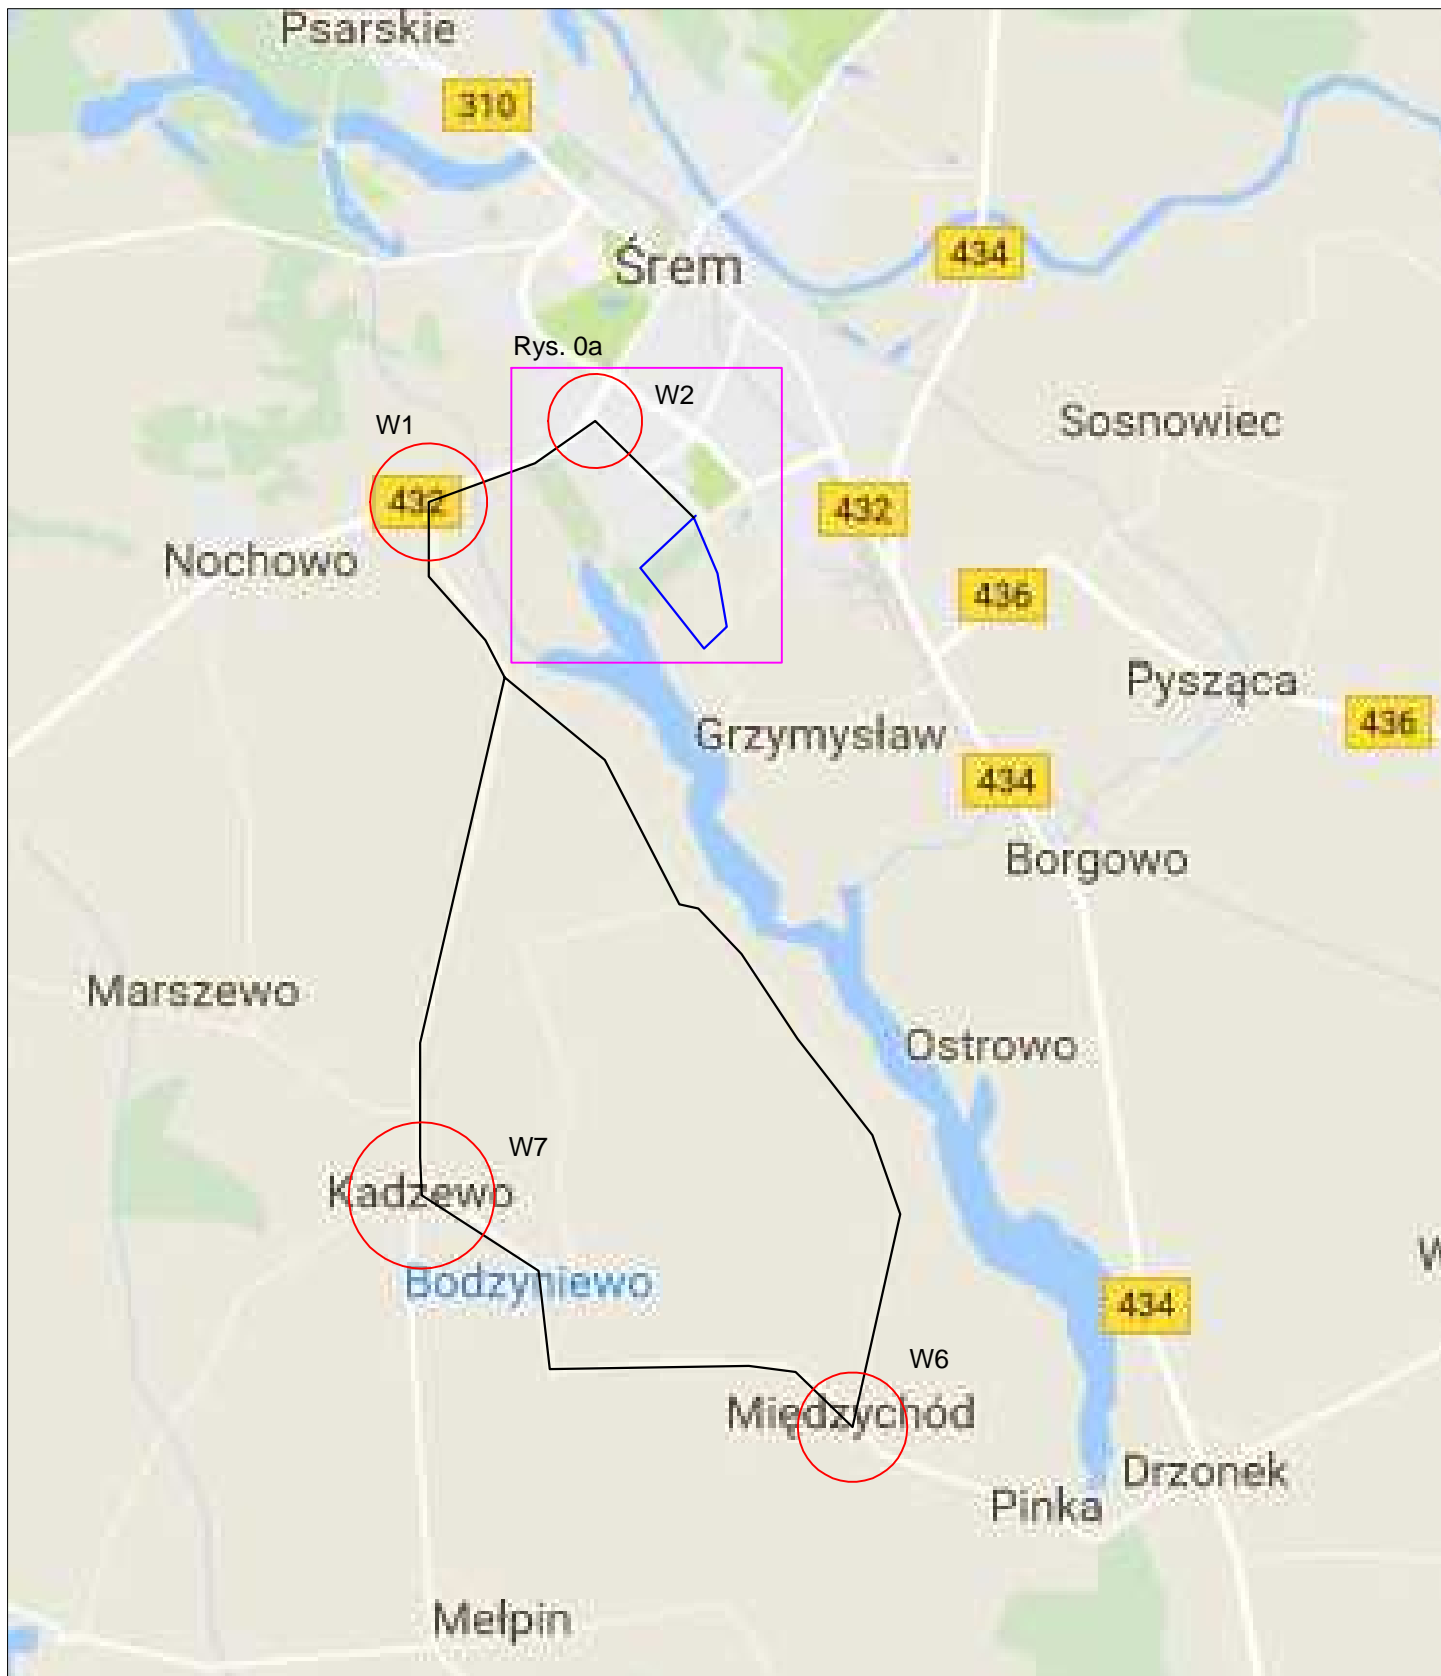 Psarskie
310
Śrem
434
Rys. 0a
W2
W1
Sosnowiec
432
432
Nochowo
436
Pysząca
436
Grzymysław
434
Borgowo
Marszewo
Ostrowo
W7
Kadzewo
W
Bodzyniewo
434
W6
Międzychód
Drzonek
Pinka
Mełpin